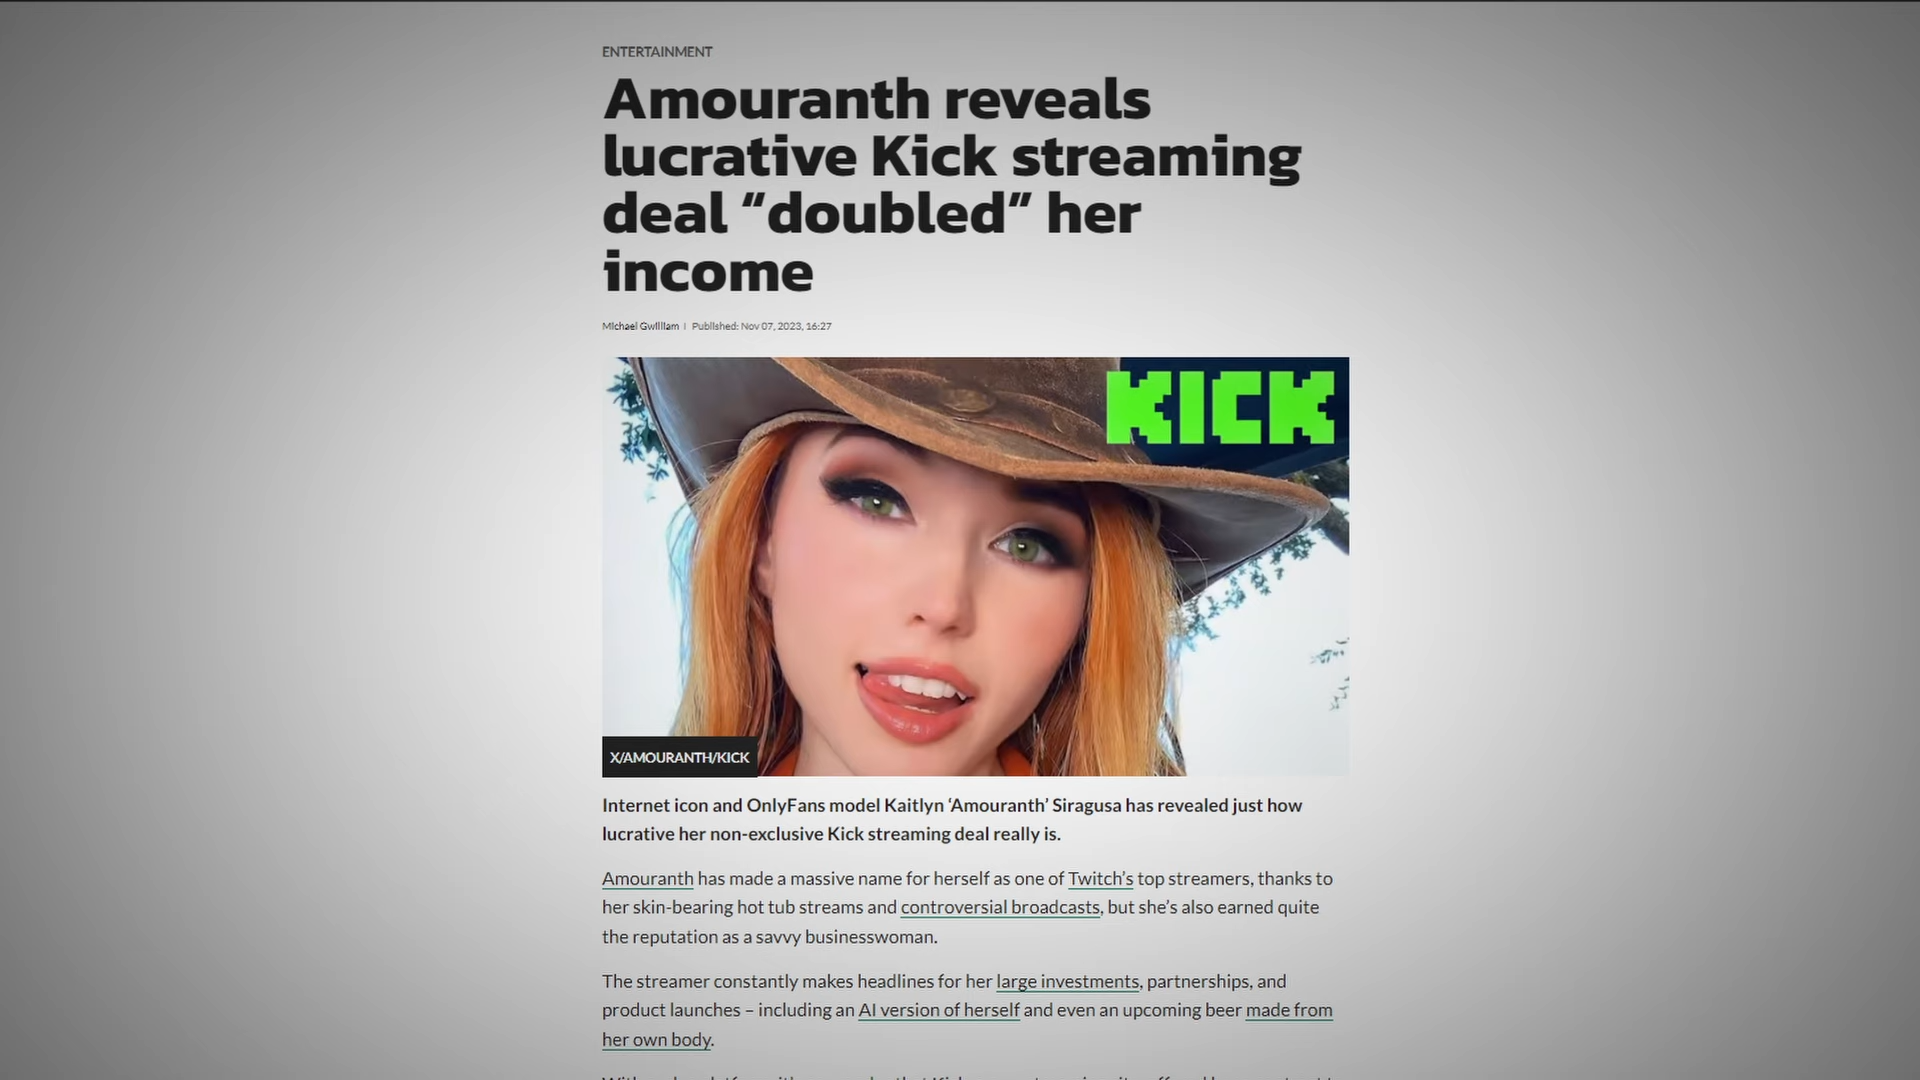 ENTERTAINMENT
Amouranth reveals
lucrative Kick streaming
deal “doubled” her
income
Michael Gwilliam | Published: Nov 07, 2023, 16:27
KICK
X/AMOURANTH/KICK
Internet icon and OnlyFans model Kaitlyn ‘Amouranth’ Siragusa has revealed just how
lucrative her non-exclusive Kick streaming deal really is.
Amouranth has made a massive name for herself as one of Twitch’s top streamers, thanks to
her skin-bearing hot tub streams and controversial broadcasts, but she’s also earned quite
the reputation as a savvy businesswoman.
The streamer constantly makes headlines for her large investments, partnerships, and
product launches – including an AI version of herself and even an upcoming beer made from
her own body.